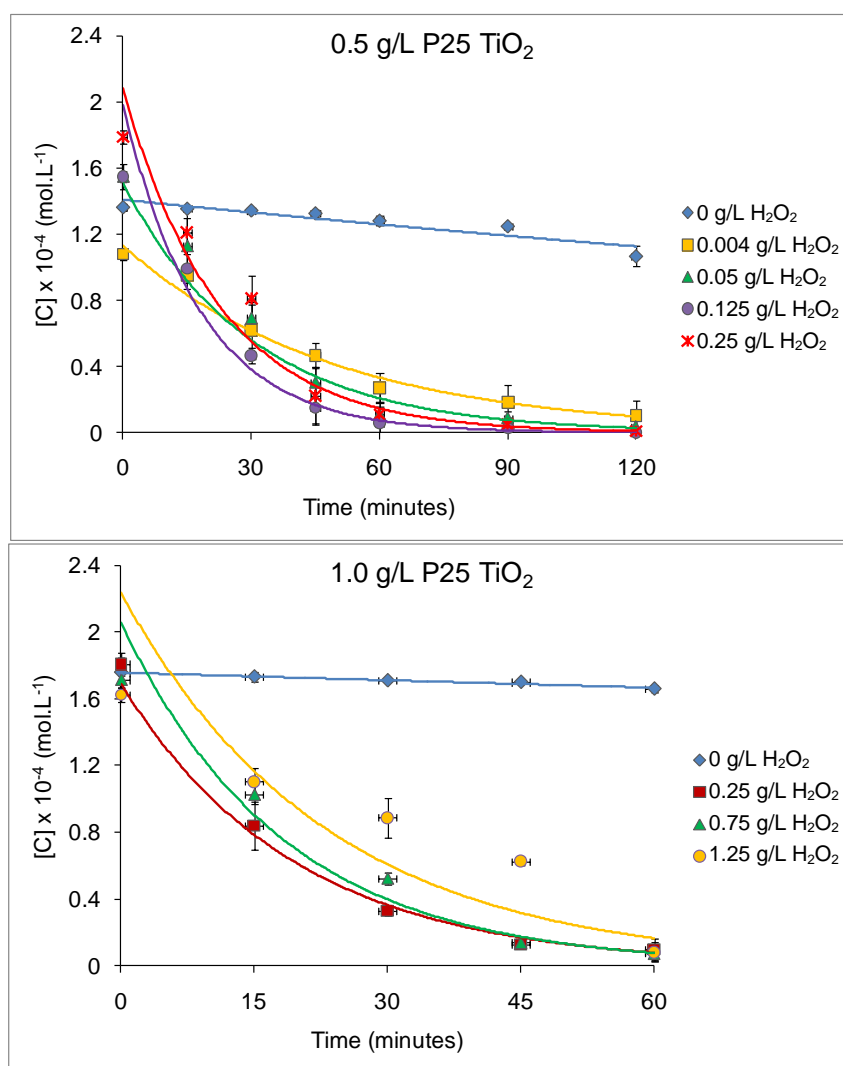 0.5 g/L P25 TiO₂
2.4
2
1.6
1.2
0.8
0.4
0
[C] x 10⁻⁴ (mol.L⁻¹)
0 30 60 90 120
Time (minutes)
0 g/L H₂O₂
0.004 g/L H₂O₂
0.05 g/L H₂O₂
0.125 g/L H₂O₂
0.25 g/L H₂O₂
1.0 g/L P25 TiO₂
2.4
2
1.6
1.2
0.8
0.4
0
[C] x 10⁻⁴ (mol.L⁻¹)
0 15 30 45 60
Time (minutes)
0 g/L H₂O₂
0.25 g/L H₂O₂
0.75 g/L H₂O₂
1.25 g/L H₂O₂